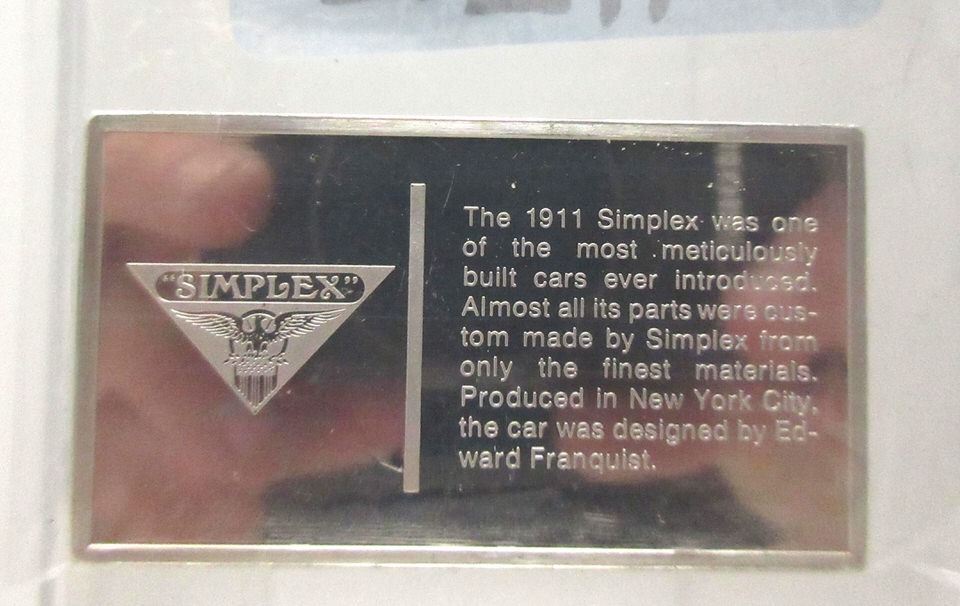 "SIMPLEX"
The 1911 Simplex was one
of the most meticulously
built cars ever introduced.
Almost all its parts were cus-
tom made by Simplex from
only the finest materials.
Produced in New York City,
the car was designed by Ed-
ward Franquist.